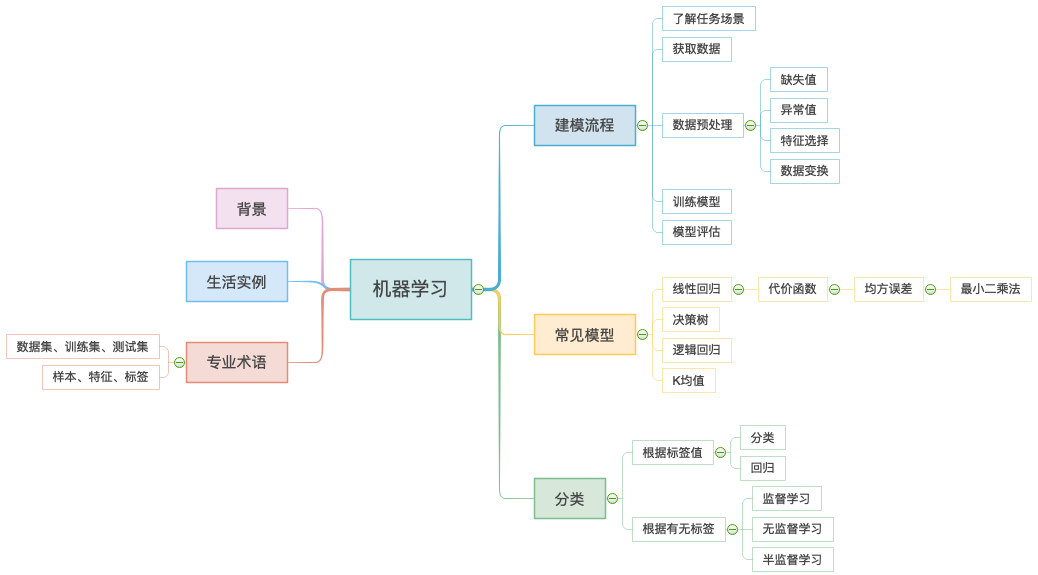 机器学习
背景
生活实例
专业术语
数据集、训练集、测试集
样本、特征、标签
建模流程
了解任务场景
获取数据
数据预处理
缺失值
异常值
特征选择
数据变换
训练模型
模型评估
常见模型
线性回归
代价函数
均方误差
最小二乘法
决策树
逻辑回归
K均值
分类
根据标签值
分类
回归
根据有无标签
监督学习
无监督学习
半监督学习